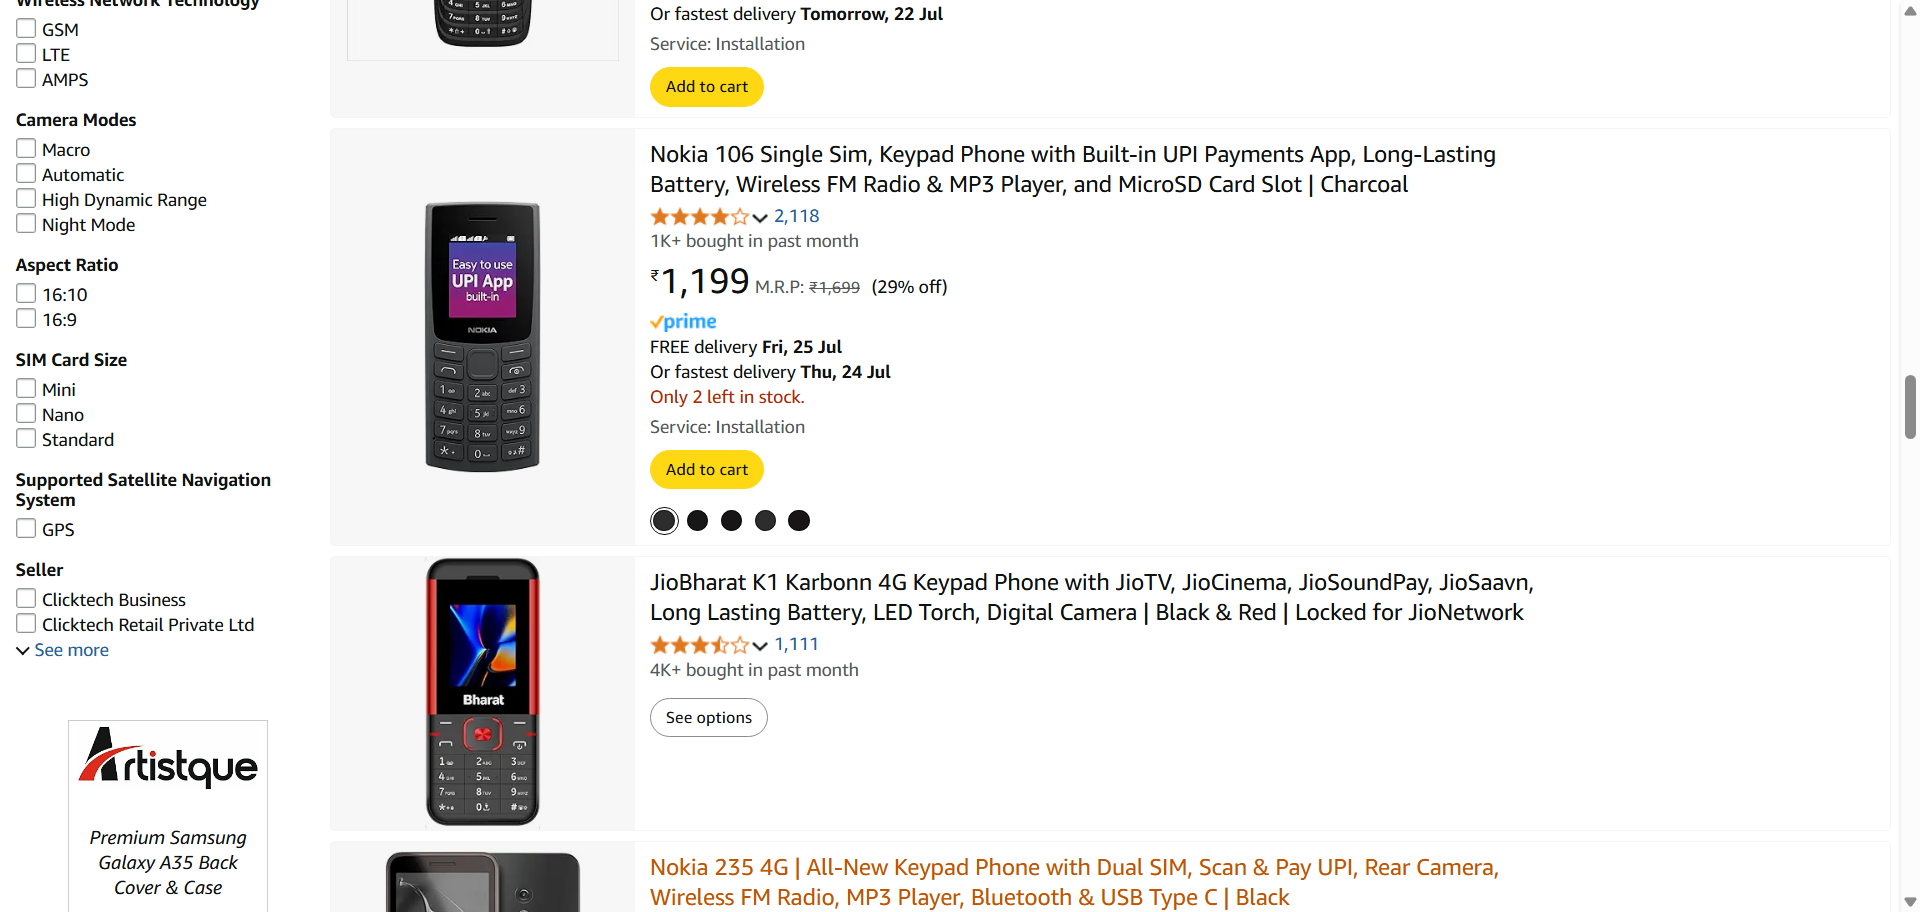 Wireless Network Technology
GSM
LTE
AMPS
Camera Modes
Macro
Automatic
High Dynamic Range
Night Mode
Aspect Ratio
16:10
16:9
SIM Card Size
Mini
Nano
Standard
Supported Satellite Navigation
System
GPS
Seller
Clicktech Business
Clicktech Retail Private Ltd
See more
Artistque
Premium Samsung
Galaxy A35 Back
Cover & Case
Or fastest delivery Tomorrow, 22 Jul
Service: Installation
Add to cart
Easy to use
UPI App
built-in
NOKIA
Nokia 106 Single Sim, Keypad Phone with Built-in UPI Payments App, Long-Lasting
Battery, Wireless FM Radio & MP3 Player, and MicroSD Card Slot | Charcoal
2,118
1K+ bought in past month
₹1,199 M.R.P: ₹1,699 (29% off)
prime
FREE delivery Fri, 25 Jul
Or fastest delivery Thu, 24 Jul
Only 2 left in stock.
Service: Installation
Add to cart
Bharat
JioBharat K1 Karbonn 4G Keypad Phone with JioTV, JioCinema, JioSoundPay, JioSaavn,
Long Lasting Battery, LED Torch, Digital Camera | Black & Red | Locked for JioNetwork
1,111
4K+ bought in past month
See options
Nokia 235 4G | All-New Keypad Phone with Dual SIM, Scan & Pay UPI, Rear Camera,
Wireless FM Radio, MP3 Player, Bluetooth & USB Type C | Black